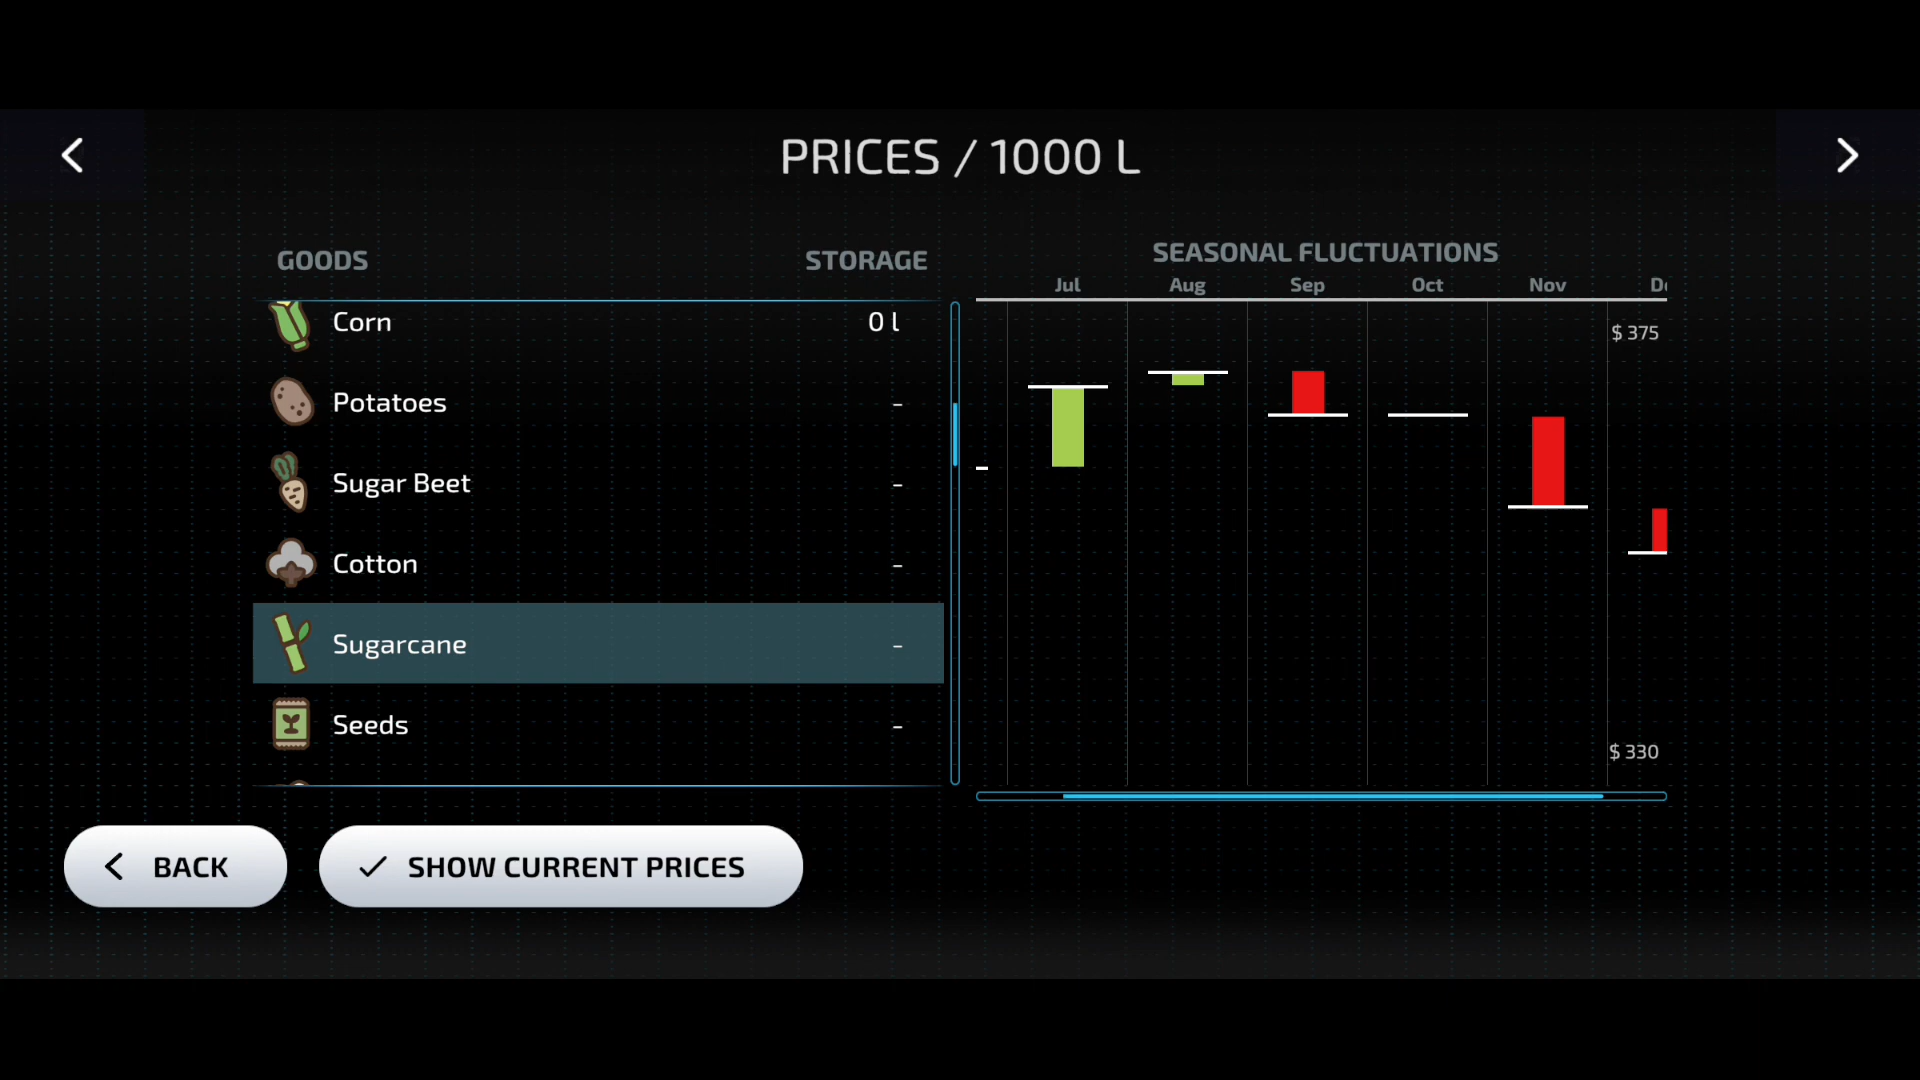 PRICES / 1000 L
GOODS STORAGE
SEASONAL FLUCTUATIONS
Jul Aug Sep Oct Nov
$ 375
Corn 0 l
Potatoes -
Sugar Beet -
Cotton -
Sugarcane -
Seeds -
$ 330
BACK
SHOW CURRENT PRICES